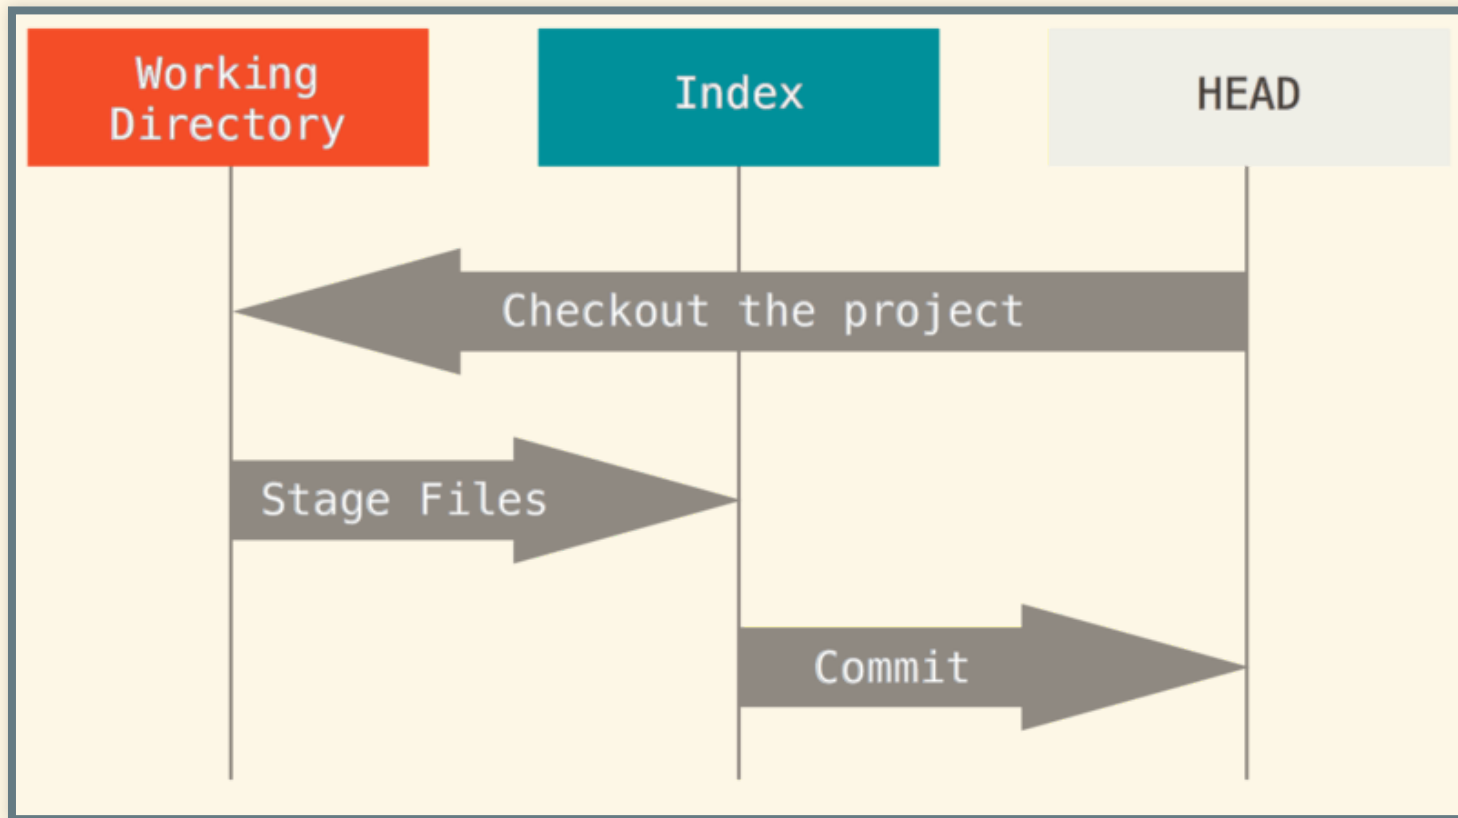 Working
Directory
Index
HEAD
Checkout the project
Stage Files
Commit